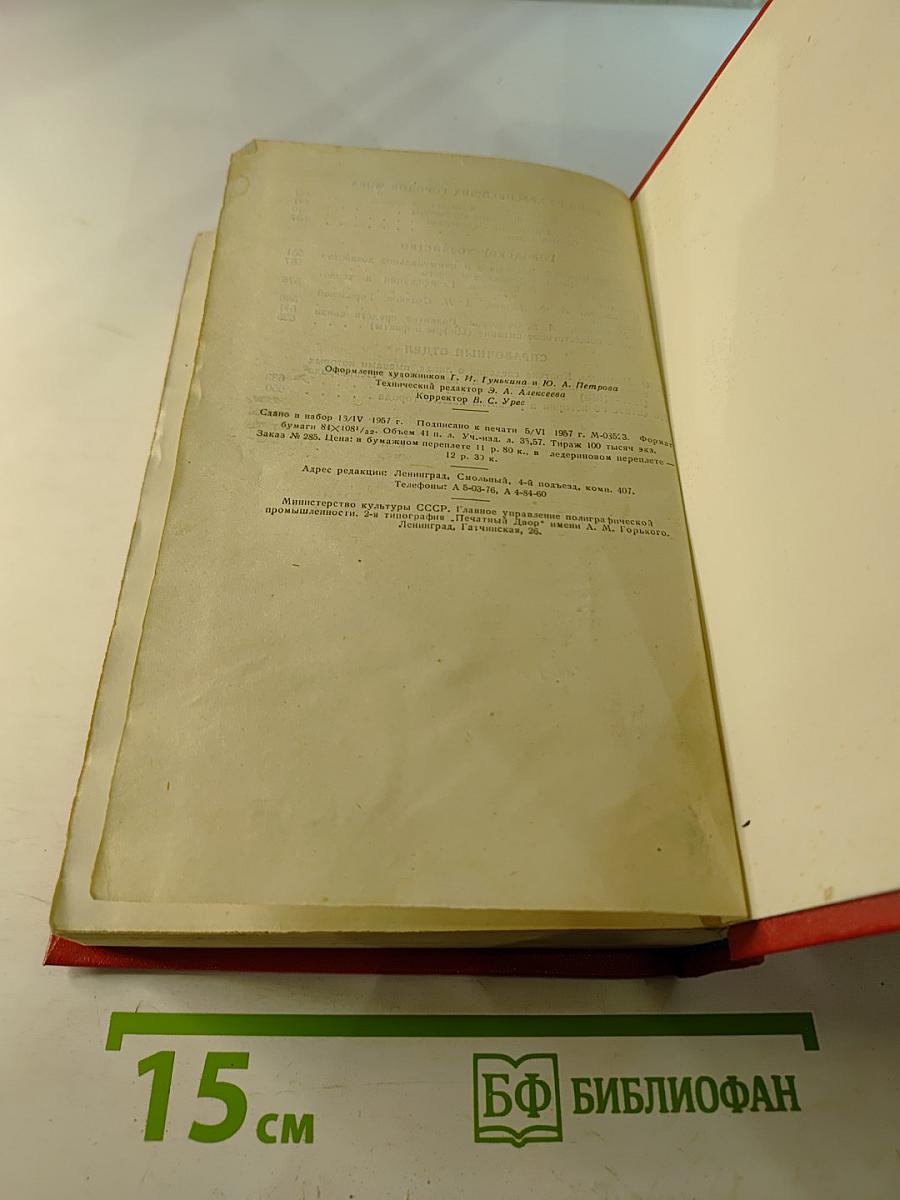 СПРАВОЧНЫЙ ОТДЕЛ
Оформление художников Г. И. Гунькина и Ю. А. Петрова
Технический редактор Э. А. Алексеева
Корректор В. С. Урес
Сдано в набор 13/IV 1957 г. Подписано к печати 5/VI 1957 г. М-03523. Формат
бумаги 84×108¹/₃₂. Объем 41 п. л. Уч.-изд. л. 33,57. Тираж 100 тысяч экз.
Заказ № 285. Цена: в бумажном переплете 11 р. 80 к., в ледериновом переплете —
12 р. 30 к.
Адрес редакции: Ленинград, Смольный, 4-й подъезд, комн. 407.
Телефоны: А 5-03-76, А 4-84-60
Министерство культуры СССР. Главное управление полиграфической
промышленности. 2-я типография „Печатный Двор" имени А. М. Горького.
Ленинград, Гатчинская, 26.
15 см
БФ БИБЛИОФАН